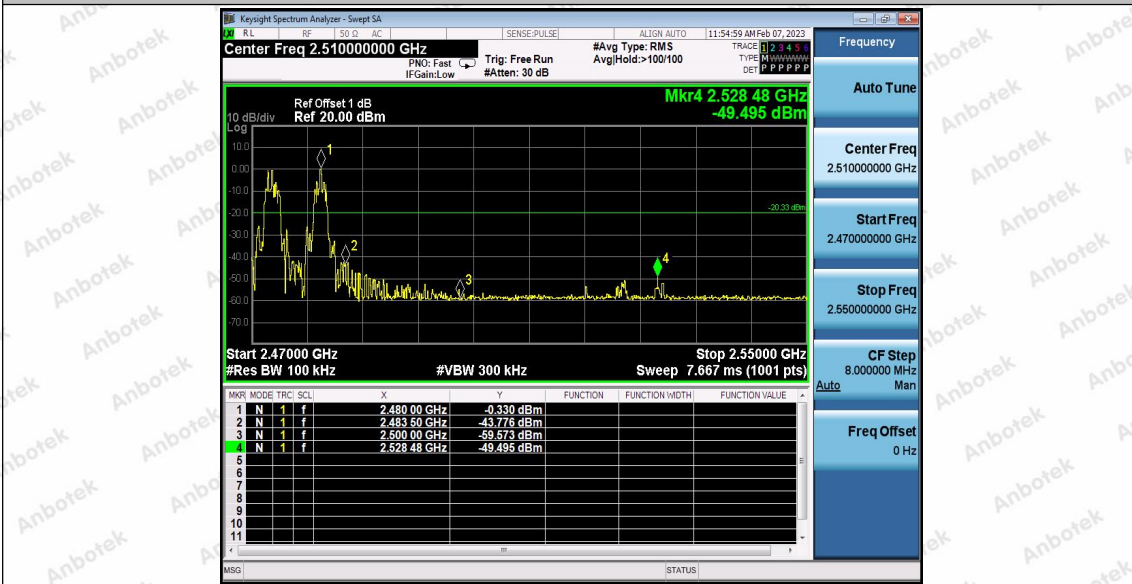 Keysight Spectrum Analyzer - Swept SA
LXI RL RF 50 Ω AC SENSE:PULSE ALIGN AUTO 11:54:59 AM Feb 07, 2023
Center Freq 2.510000000 GHz #Avg Type: RMS TRACE 1 2 3 4 5 6
PNO: Fast Trig: Free Run Avg|Hold:>100/100 TYPE M WWWWW
IFGain:Low #Atten: 30 dB DET P P P P P P
Frequency
Auto Tune
Center Freq
2.510000000 GHz
Start Freq
2.470000000 GHz
Stop Freq
2.550000000 GHz
CF Step
8.000000 MHz
Auto Man
Freq Offset
0 Hz
Mkr4 2.528 48 GHz
-49.495 dBm
Ref Offset 1 dB
10 dB/div Ref 20.00 dBm
Log
10.0
0.00
-10.0
-20.0
-30.0
-40.0
-50.0
-60.0
-70.0
1
2
3
4
-20.33 dBm
Start 2.47000 GHz Stop 2.55000 GHz
#Res BW 100 kHz #VBW 300 kHz Sweep 7.667 ms (1001 pts)
MKR MODE TRC SCL X Y FUNCTION FUNCTION WIDTH FUNCTION VALUE
1 N 1 f 2.480 00 GHz -0.330 dBm
2 N 1 f 2.483 50 GHz -43.776 dBm
3 N 1 f 2.500 00 GHz -59.573 dBm
4 N 1 f 2.528 48 GHz -49.495 dBm
5
6
7
8
9
10
11
MSG STATUS
Anbotek